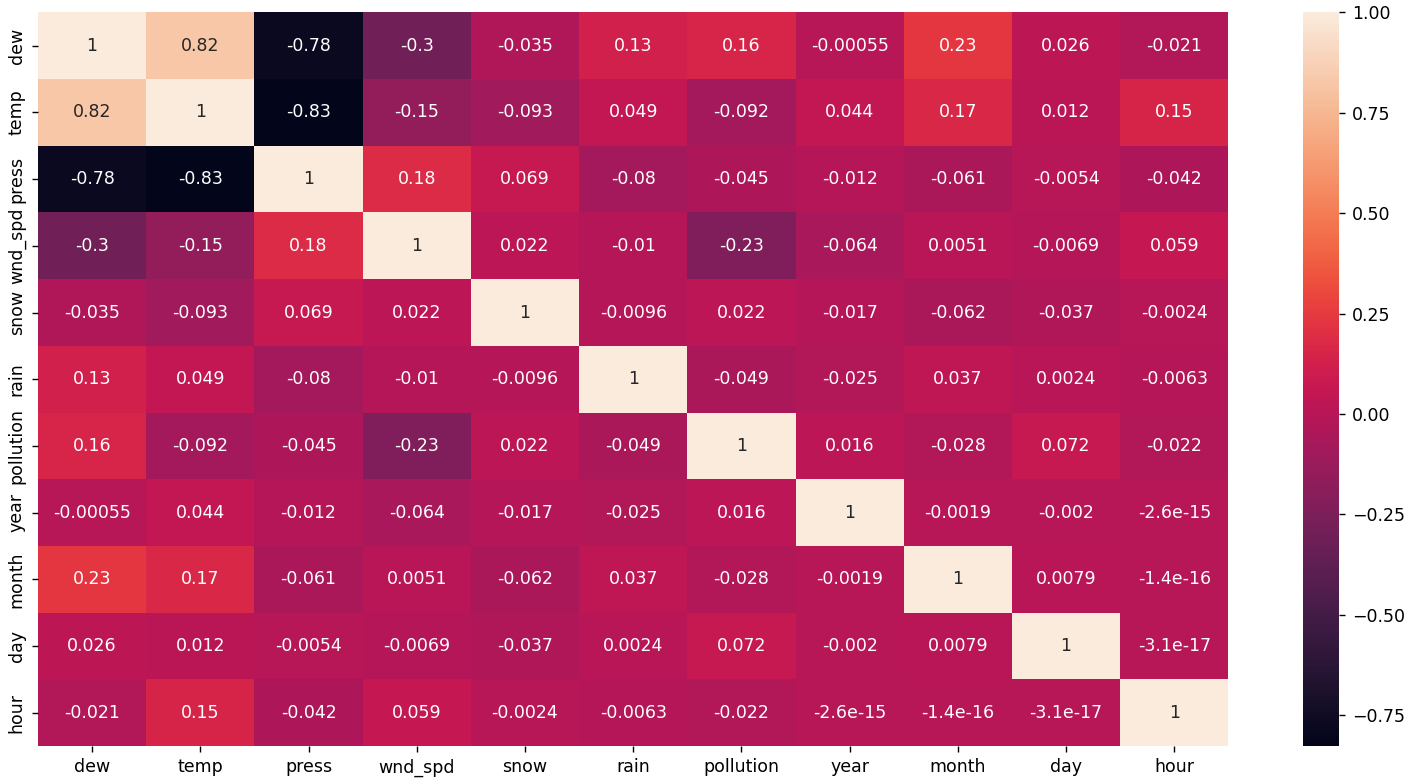 dew 1 0.82 -0.78 -0.3 -0.035 0.13 0.16 -0.00055 0.23 0.026 -0.021
temp 0.82 1 -0.83 -0.15 -0.093 0.049 -0.092 0.044 0.17 0.012 0.15
press -0.78 -0.83 1 0.18 0.069 -0.08 -0.045 -0.012 -0.061 -0.0054 -0.042
wnd_spd -0.3 -0.15 0.18 1 0.022 -0.01 -0.23 -0.064 0.0051 -0.0069 0.059
snow -0.035 -0.093 0.069 0.022 1 -0.0096 0.022 -0.017 -0.062 -0.037 -0.0024
rain 0.13 0.049 -0.08 -0.01 -0.0096 1 -0.049 -0.025 0.037 0.0024 -0.0063
pollution 0.16 -0.092 -0.045 -0.23 0.022 -0.049 1 0.016 -0.028 0.072 -0.022
year -0.00055 0.044 -0.012 -0.064 -0.017 -0.025 0.016 1 -0.0019 -0.002 -2.6e-15
month 0.23 0.17 -0.061 0.0051 -0.062 0.037 -0.028 -0.0019 1 0.0079 -1.4e-16
day 0.026 0.012 -0.0054 -0.0069 -0.037 0.0024 0.072 -0.002 0.0079 1 -3.1e-17
hour -0.021 0.15 -0.042 0.059 -0.0024 -0.0063 -0.022 -2.6e-15 -1.4e-16 -3.1e-17 1
dew temp press wnd_spd snow rain pollution year month day hour
1.00
0.75
0.50
0.25
0.00
−0.25
−0.50
−0.75